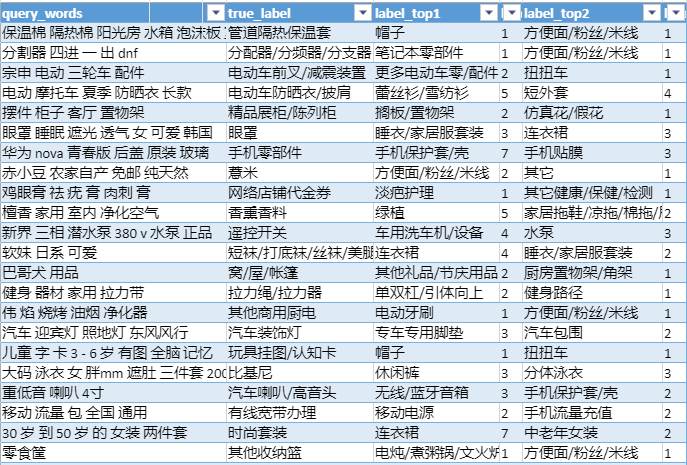 query_words true_label label_top1 label_top2
保温棉 隔热棉 阳光房 水箱 泡沫板 管道隔热保温套 帽子 1 方便面/粉丝/米线 1
分割器 四进 一 出 dnf 分配器/分频器/分支器 笔记本零部件 1 方便面/粉丝/米线 1
宗申 电动 三轮车 配件 电动车前叉/减震装置 更多电动车零/配件 2 扭扭车 1
电动 摩托车 夏季 防晒衣 长款 电动车防晒衣/披肩 蕾丝衫/雪纺衫 5 短外套 4
摆件 柜子 客厅 置物架 精品展柜/陈列柜 搁板/置物架 2 仿真花/假花 1
眼罩 睡眠 遮光 透气 女 可爱 韩国 眼罩 睡衣/家居服套装 3 连衣裙 3
华为 nova 青春版 后盖 原装 玻璃 手机零部件 手机保护套/壳 7 手机贴膜 3
赤小豆 农家自产 免邮 纯天然 薏米 方便面/粉丝/米线 2 其它 1
鸡眼膏 祛 疣 膏 肉刺 膏 网络店铺代金券 淡疤护理 1 其它健康/保健/检测 1
檀香 家用 室内 净化空气 香薰香料 绿植 5 家居拖鞋/凉拖/棉拖/ 2
新界 三相 潜水泵 380 v 水泵 正品 遥控开关 车用洗车机/设备 4 水泵 3
软妹 日系 可爱 短袜/打底袜/丝袜/美腿 连衣裙 4 睡衣/家居服套装 2
巴哥犬 用品 窝/屋/帐篷 其他礼品/节庆用品 2 厨房置物架/角架 1
健身 器材 家用 拉力带 拉力绳/拉力器 单双杠/引体向上 2 健身路径 1
伟 焰 烧烤 油烟 净化器 其他商用厨电 电动牙刷 1 方便面/粉丝/米线 1
汽车 迎宾灯 照地灯 东风风行 汽车装饰灯 专车专用脚垫 3 汽车包围 2
儿童 字 卡 3 - 6 岁 有图 全脑 记忆 玩具挂图/认知卡 帽子 1 扭扭车 1
大码 泳衣 女 胖mm 遮肚 三件套 200 比基尼 休闲裤 3 分体泳衣 3
重低音 喇叭 4寸 汽车喇叭/高音头 无线/蓝牙音箱 3 手机保护套/壳 2
移动 流量 包 全国 通用 有线宽带办理 移动电源 2 手机流量充值 2
30 岁 到 50 岁 的 女装 两件套 时尚套装 连衣裙 7 中老年女装 2
零食筐 其他收纳篮 电炖/煮粥锅/文火炉 1 方便面/粉丝/米线 1